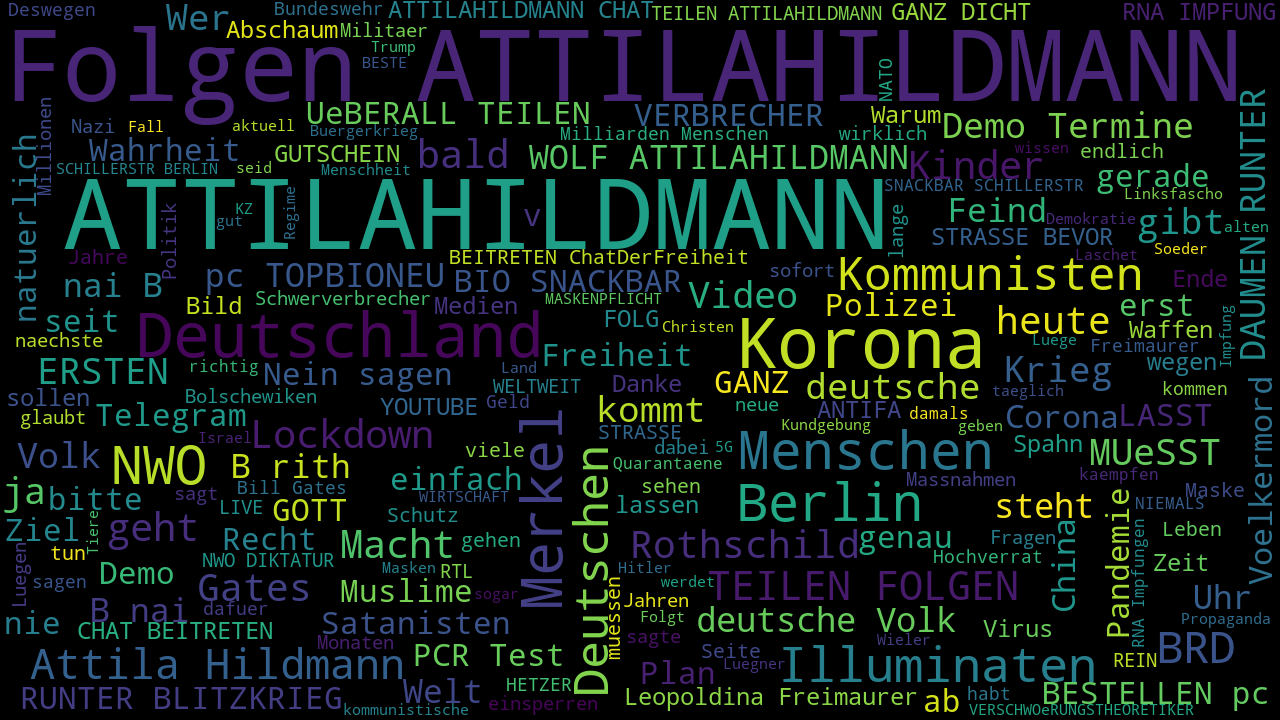 Deswegen
Wer
Bundeswehr
ATTILAHILDMANN CHAT
TEILEN ATTILAHILDMANN
GANZ DICHT
RNA IMPFUNG
Abschaum
Militaer
Trump
BESTE
Folgen ATTILAHILDMANN
NATO
Millionen
UeBERALL TEILEN
VERBRECHER
Warum
Demo Termine
DAUMEN RUNTER
Nazi
Fall
aktuell
Buergerkrieg
Milliarden Menschen
wirklich
natuerlich
Wahrheit
GUTSCHEIN
bald
WOLF ATTILAHILDMANN
Kinder
wissen
endlich
SCHILLERSTR BERLIN
seid
Menschheit
SNACKBAR SCHILLERSTR
gerade
Linksfascho
ATTILAHILDMANN
v
KZ
gut
Regime
Politik
lange
Feind
Demokratie
gibt
alten
STRASSE BEVOR
Soeder
Jahre
BEITRETEN ChatDerFreiheit
Laschet
nai B
pc TOPBIONEU
BIO SNACKBAR
sofort
Kommunisten
Ende
Schwerverbrecher
Bild
Medien
MASKENPFLICHT
Video
Polizei
erst
seit
Deutschland
FOLG
Christen
Korona
heute
Waffen
Impfung
naechste
Luege
Freimaurer
Freiheit
ERSTEN
richtig
Nein sagen
Land
WELTWEIT
Danke
GANZ
deutsche
Krieg
wegen
taeglich
kommen
sollen
Bolschewiken
YOUTUBE
Geld
kommt
neue
ANTIFA
damals
Corona
LASST
Voelkermord
glaubt
Telegram
Israel
Lockdown
Merkel
STRASSE
Kundgebung
geben
Volk
NWO
B rith
viele
dabei
5G
Menschen
Spahn
MUeSST
Deutschen
Quarantaene
einfach
sehen
Massnahmen
kaempfen
Maske
ja
bitte
sagt
Bill Gates
WIRTSCHAFT
lassen
Berlin
steht
NIEMALS
LIVE
GOTT
Schutz
Pandemie
Ziel
Tiere
geht
Recht
Macht
gehen
Rothschild
genau
Fragen
China
Leben
tun
NWO DIKTATUR
Hochverrat
Zeit
Luegen
sagen
Demo
Masken
RTL
Hitler
werdet
RNA Impfungen
Gates
Muslime
sogar
muessen
Jahren
TEILEN FOLGEN
Uhr
B nai
dafuer
Folgt
nie
CHAT BEITRETEN
Satanisten
deutsche Volk
Virus
Propaganda
Monaten
sagte
Wieler
Seite
BRD
Attila Hildmann
PCR Test
Plan
Luegner
Illuminaten
REIN
RUNTER BLITZKRIEG
Welt
HETZER
einsperren
Leopoldina Freimaurer
ab
habt
BESTELLEN pc
kommunistische
VERSCHWOeRUNGSTHEORETIKER